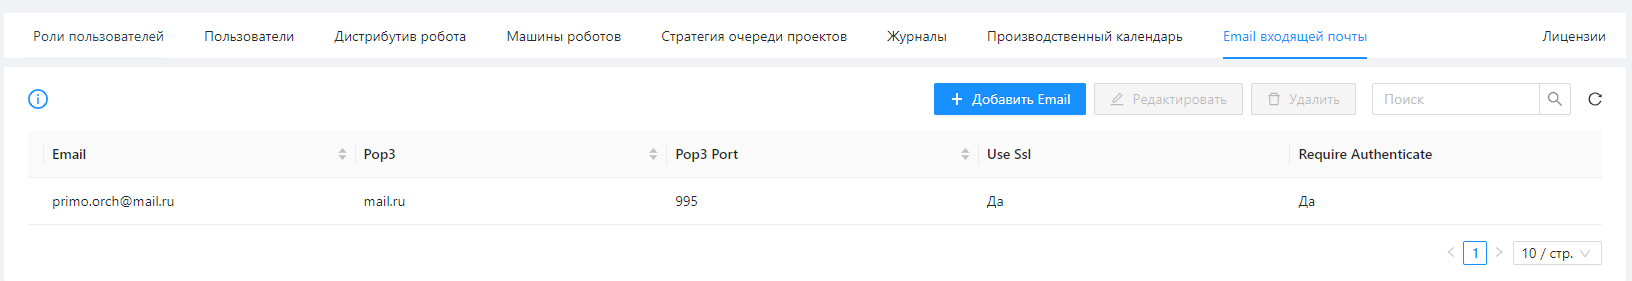 Роли пользователей Пользователи Дистрибутив робота Машины роботов Стратегия очереди проектов Журналы Производственный календарь Email входящей почты Лицензии
Добавить Email Редактировать Удалить Поиск
Email Pop3 Pop3 Port Use Ssl Require Authenticate
primo.orch@mail.ru mail.ru 995 Да Да
1 10 / стр.